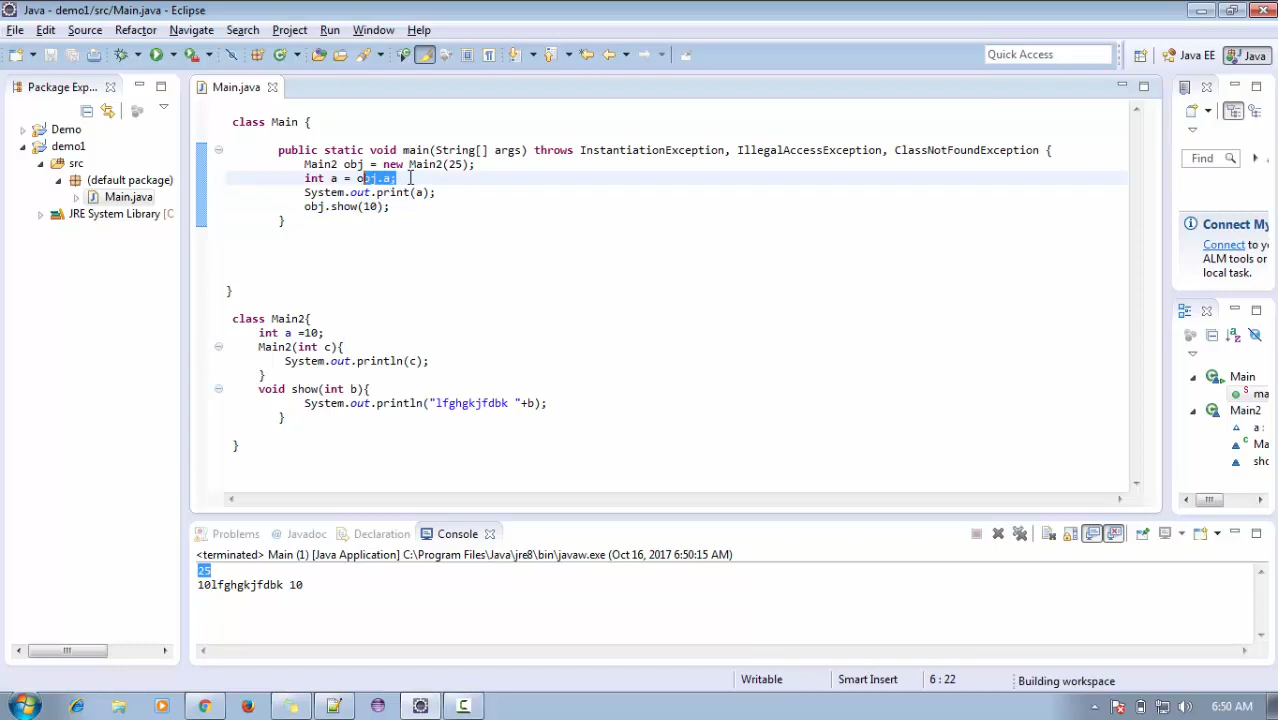 Java - demo1/src/Main.java - Eclipse
File Edit Source Refactor Navigate Search Project Run Window Help
Quick Access
Java EE
Java
Package Exp...
Demo
demo1
src
(default package)
Main.java
JRE System Library [
Main.java
class Main {
public static void main(String[] args) throws InstantiationException, IllegalAccessException, ClassNotFoundException {
Main2 obj = new Main2(25);
int a = obj.a;
System.out.print(a);
obj.show(10);
}
}
class Main2{
int a =10;
Main2(int c){
System.out.println(c);
}
void show(int b){
System.out.println("lfghgkjfdbk "+b);
}
}
Find
Connect My
Connect to yo
ALM tools or
local task.
Main
ma
Main2
a :
Ma
sho
Problems @ Javadoc Declaration Console
<terminated> Main (1) [Java Application] C:\Program Files\Java\jre8\bin\javaw.exe (Oct 16, 2017 6:50:15 AM)
25
10lfghgkjfdbk 10
Writable Smart Insert 6 : 22 Building workspace
6:50 AM